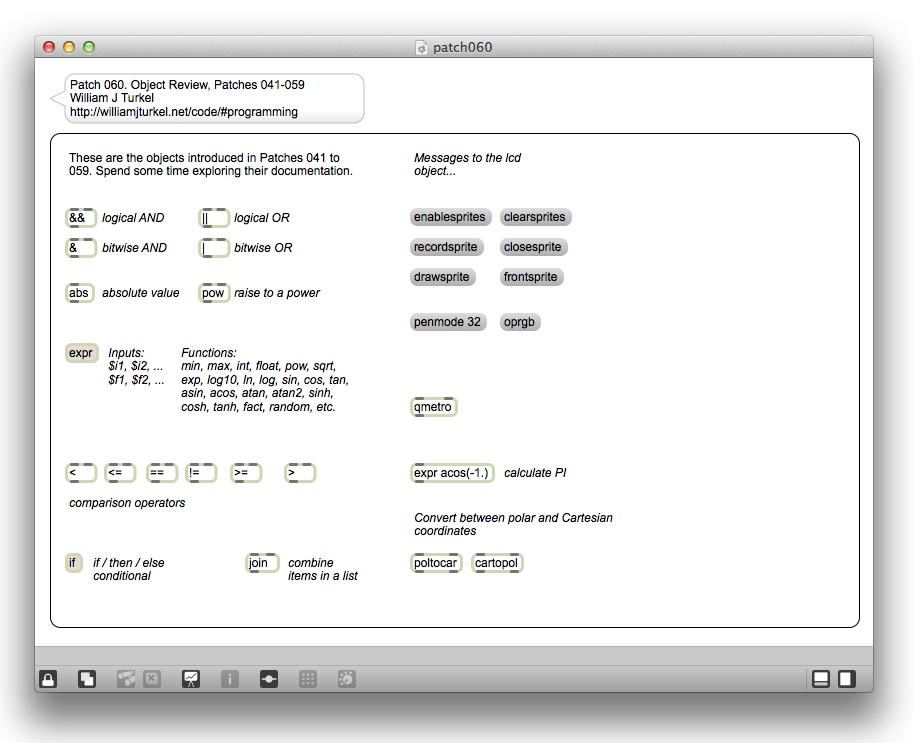 patch060
Patch 060. Object Review, Patches 041-059
William J Turkel
http://williamjturkel.net/code/#programming
These are the objects introduced in Patches 041 to
059. Spend some time exploring their documentation.
&& logical AND || logical OR
& bitwise AND | bitwise OR
abs absolute value pow raise to a power
expr
Inputs:
$i1, $i2, ...
$f1, $f2, ...
Functions:
min, max, int, float, pow, sqrt,
exp, log10, ln, log, sin, cos, tan,
asin, acos, atan, atan2, sinh,
cosh, tanh, fact, random, etc.
< <= == != >= >
comparison operators
if
if / then / else
conditional
join
combine
items in a list
Messages to the lcd
object...
enablesprites clearsprites
recordsprite closesprite
drawsprite frontsprite
penmode 32 oprgb
qmetro
expr acos(-1.) calculate PI
Convert between polar and Cartesian
coordinates
poltocar cartopol